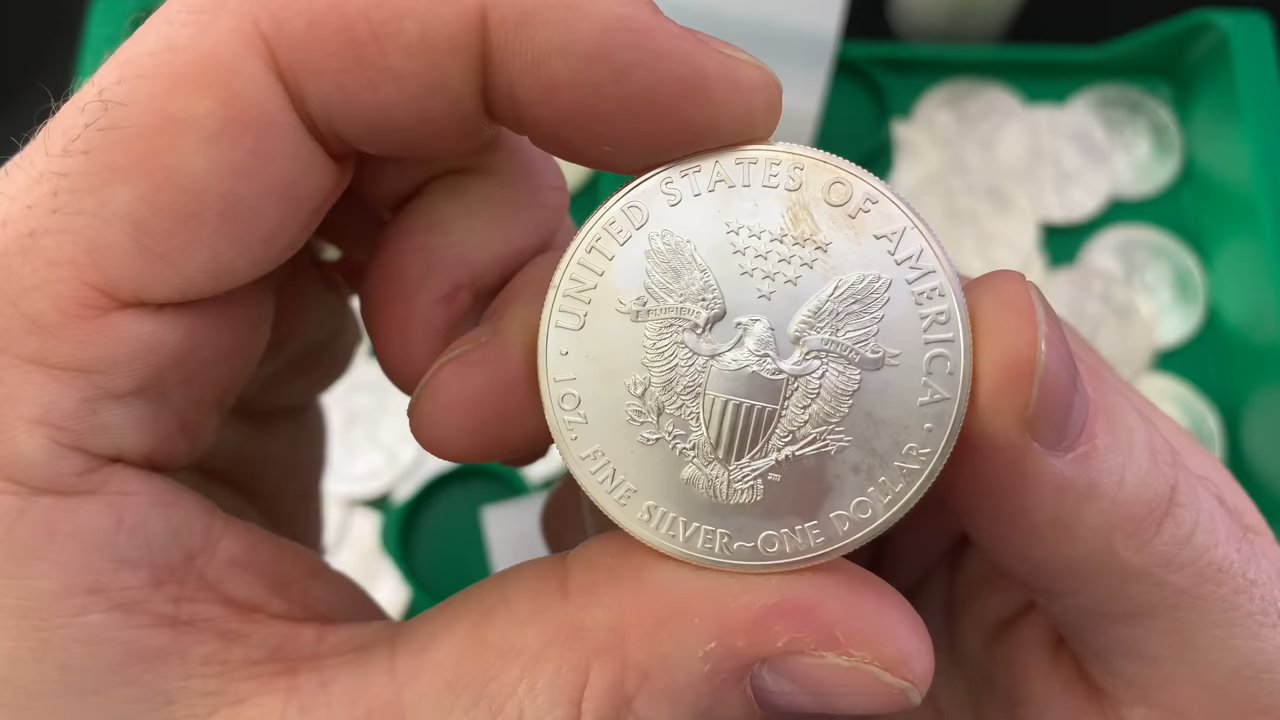 UNITED STATES OF AMERICA
E PLURIBUS
UNUM
· 1 OZ. FINE SILVER~ONE DOLLAR ·